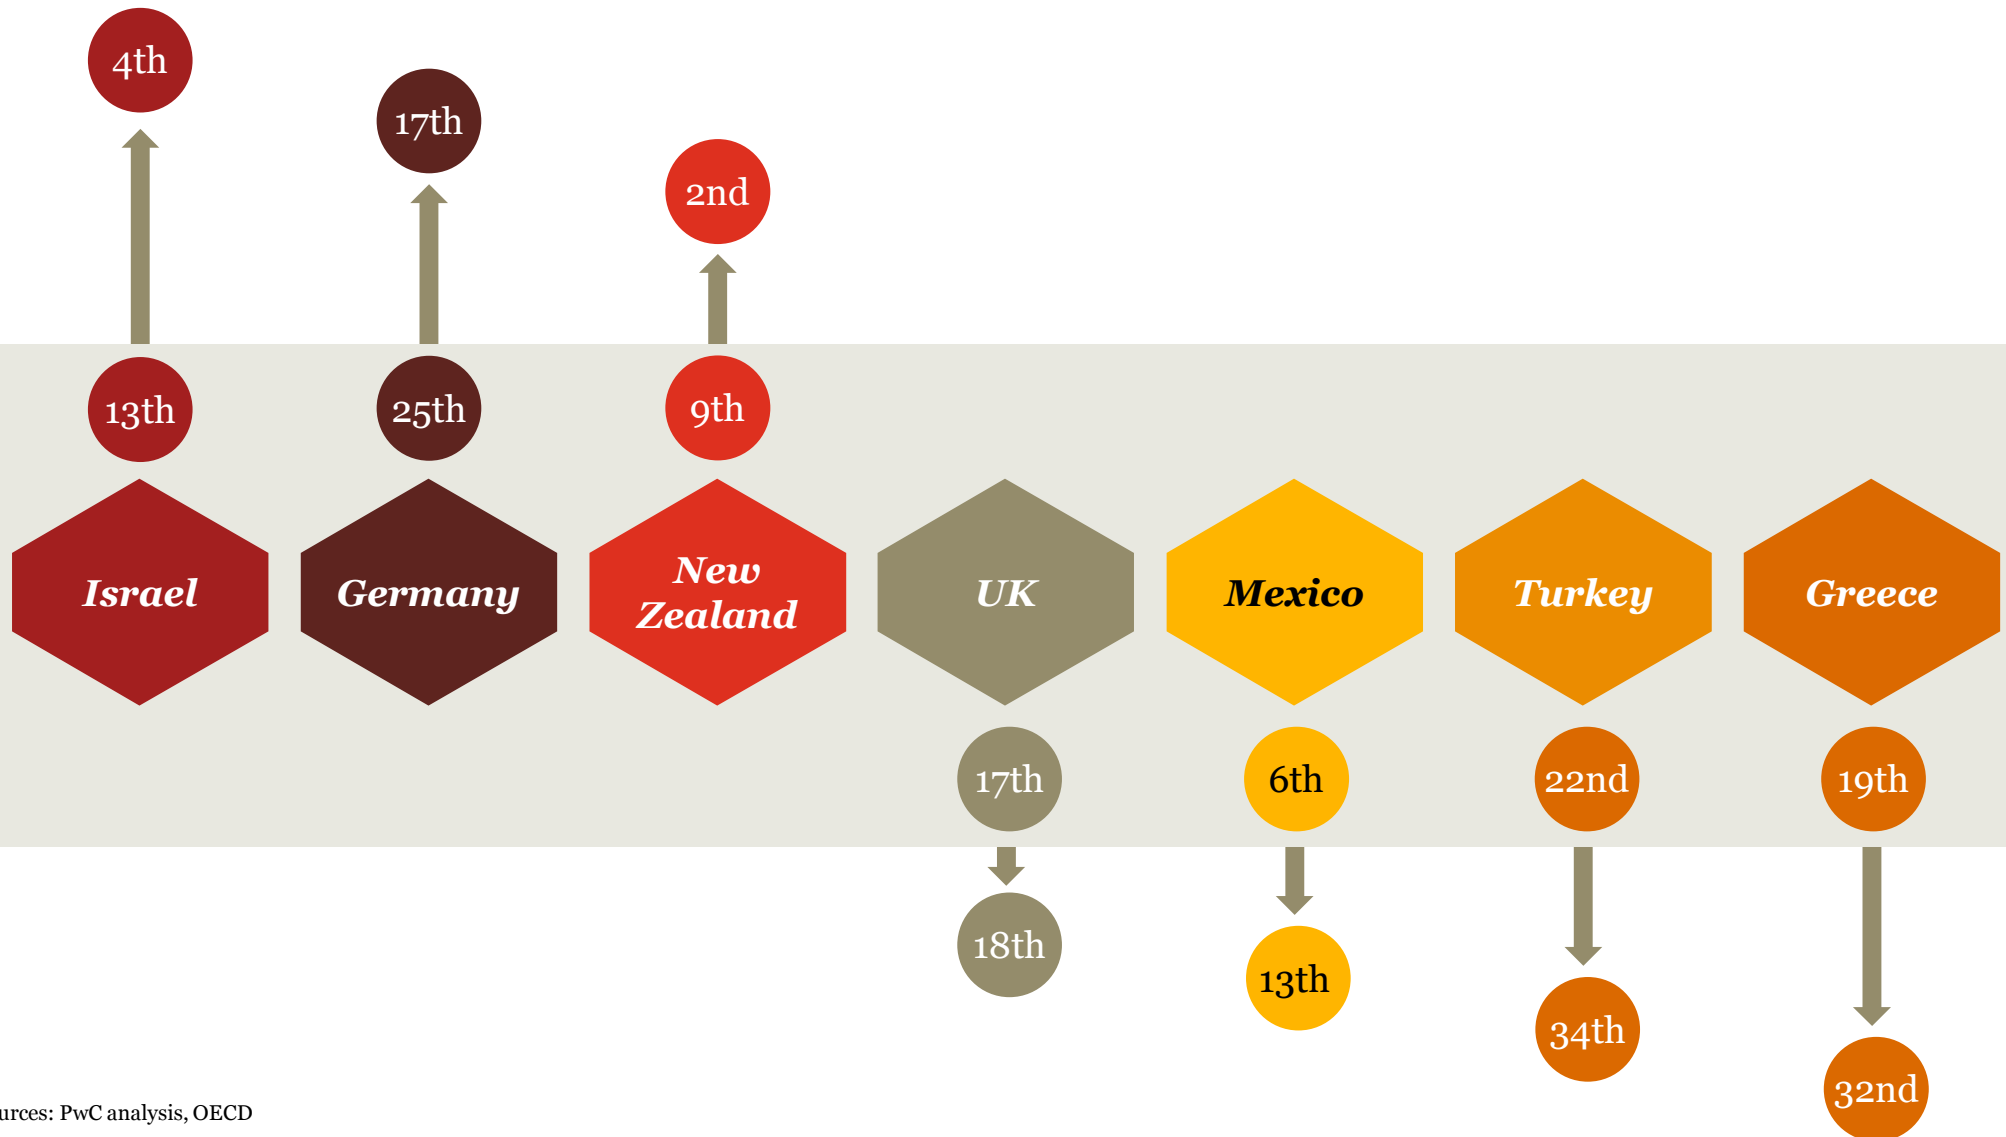 4th
17th
2nd
13th
25th
9th
Israel
Germany
New
Zealand
UK
Mexico
Turkey
Greece
17th
6th
22nd
19th
18th
13th
34th
32nd
urces: PwC analysis, OECD